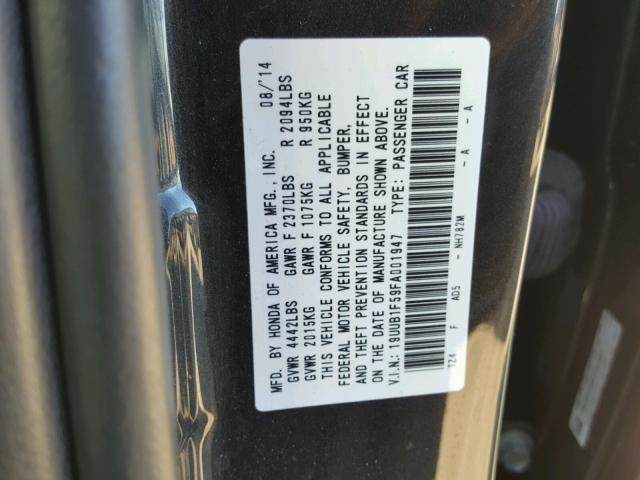 MFD. BY HONDA OF AMERICA MFG., INC. 08/'14
GVWR 4442LBS GAWR F 2370LBS R 2094LBS
GVWR 2015KG GAWR F 1075KG R 950KG
THIS VEHICLE CONFORMS TO ALL APPLICABLE
FEDERAL MOTOR VEHICLE SAFETY, BUMPER,
AND THEFT PREVENTION STANDARDS IN EFFECT
ON THE DATE OF MANUFACTURE SHOWN ABOVE.
V.I.N.: 19UUB1F59FA001947 TYPE: PASSENGER CAR
TZ4 F AD5 - NH782M - A - A